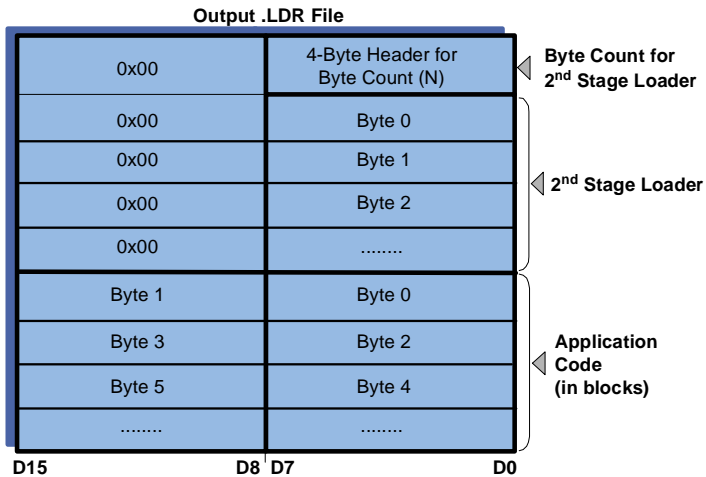 Output .LDR File
0x00
4-Byte Header for
Byte Count (N)
Byte Count for
2nd Stage Loader
0x00 Byte 0
0x00 Byte 1
0x00 Byte 2
0x00 ........
2nd Stage Loader
Byte 1 Byte 0
Byte 3 Byte 2
Byte 5 Byte 4
........ ........
Application
Code
(in blocks)
D15 D8 D7 D0